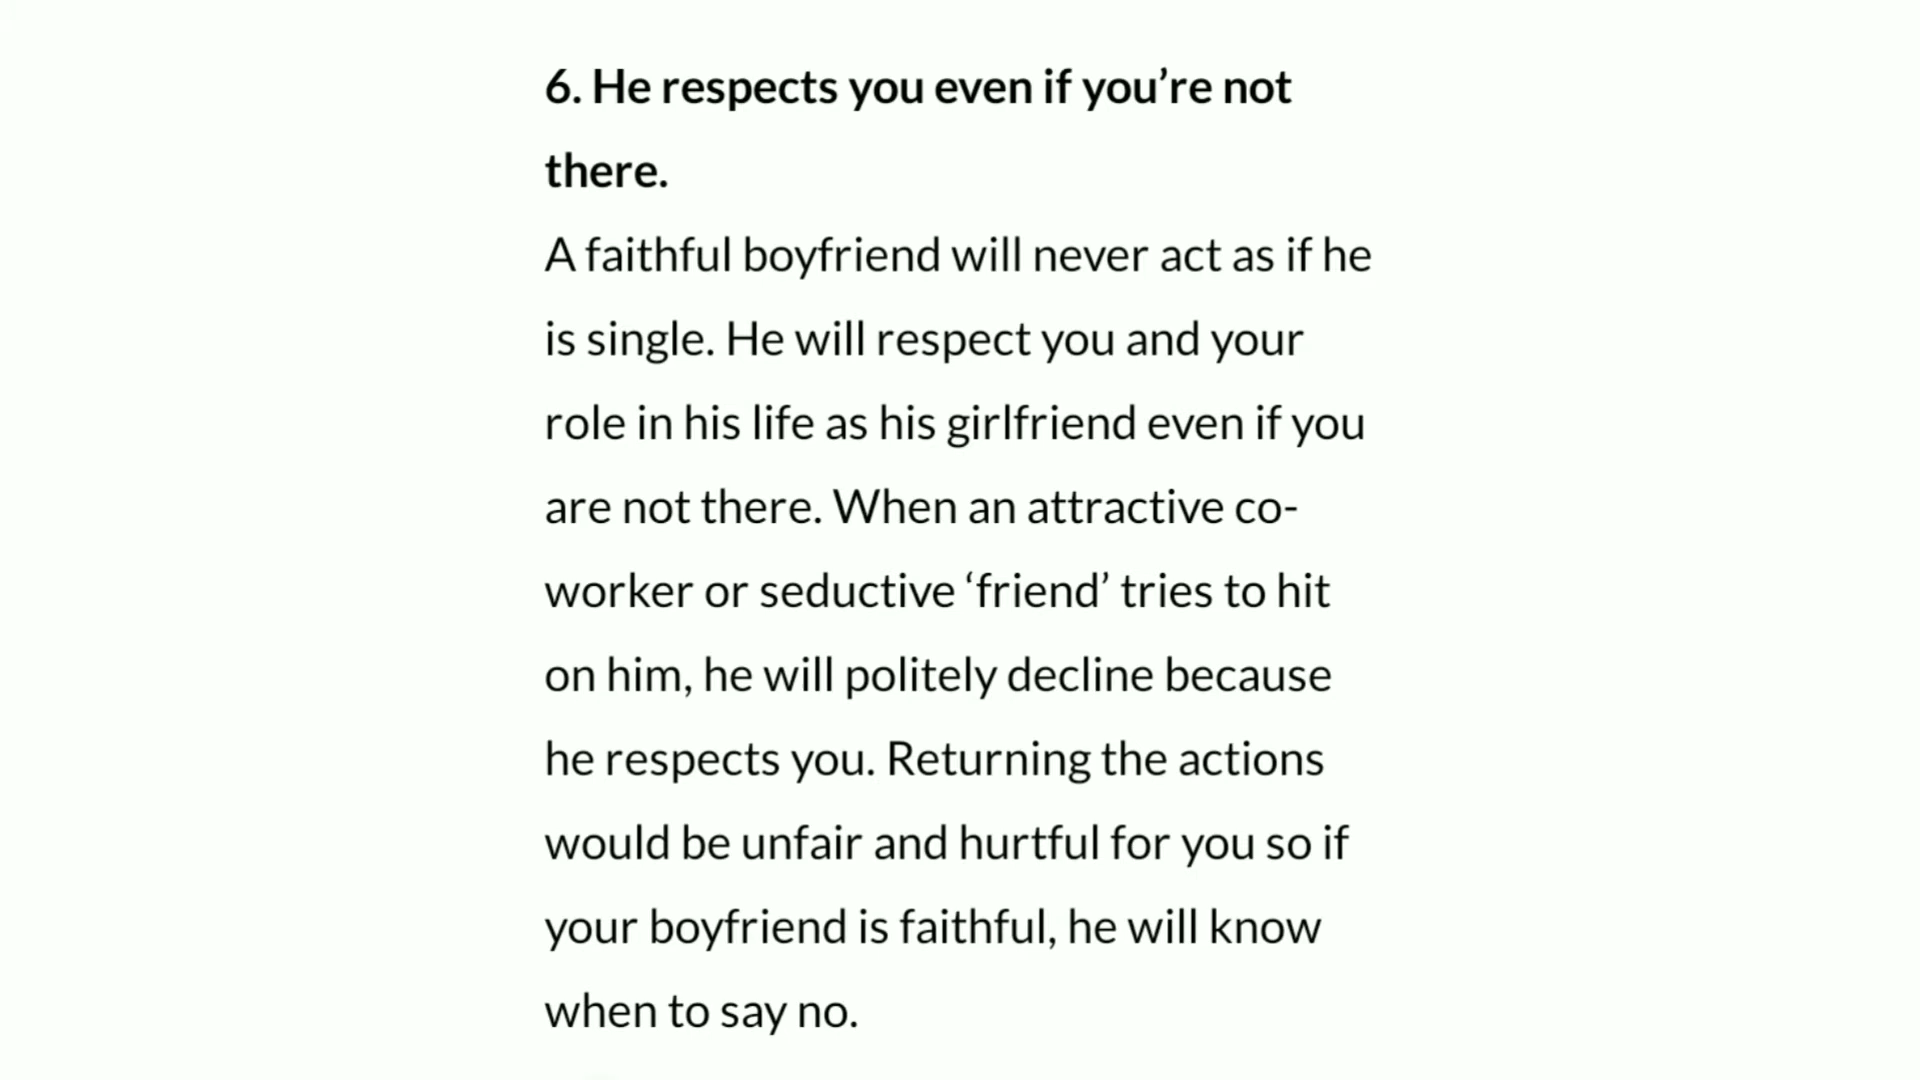 6. He respects you even if you’re not
there.
A faithful boyfriend will never act as if he
is single. He will respect you and your
role in his life as his girlfriend even if you
are not there. When an attractive co-
worker or seductive ‘friend’ tries to hit
on him, he will politely decline because
he respects you. Returning the actions
would be unfair and hurtful for you so if
your boyfriend is faithful, he will know
when to say no.